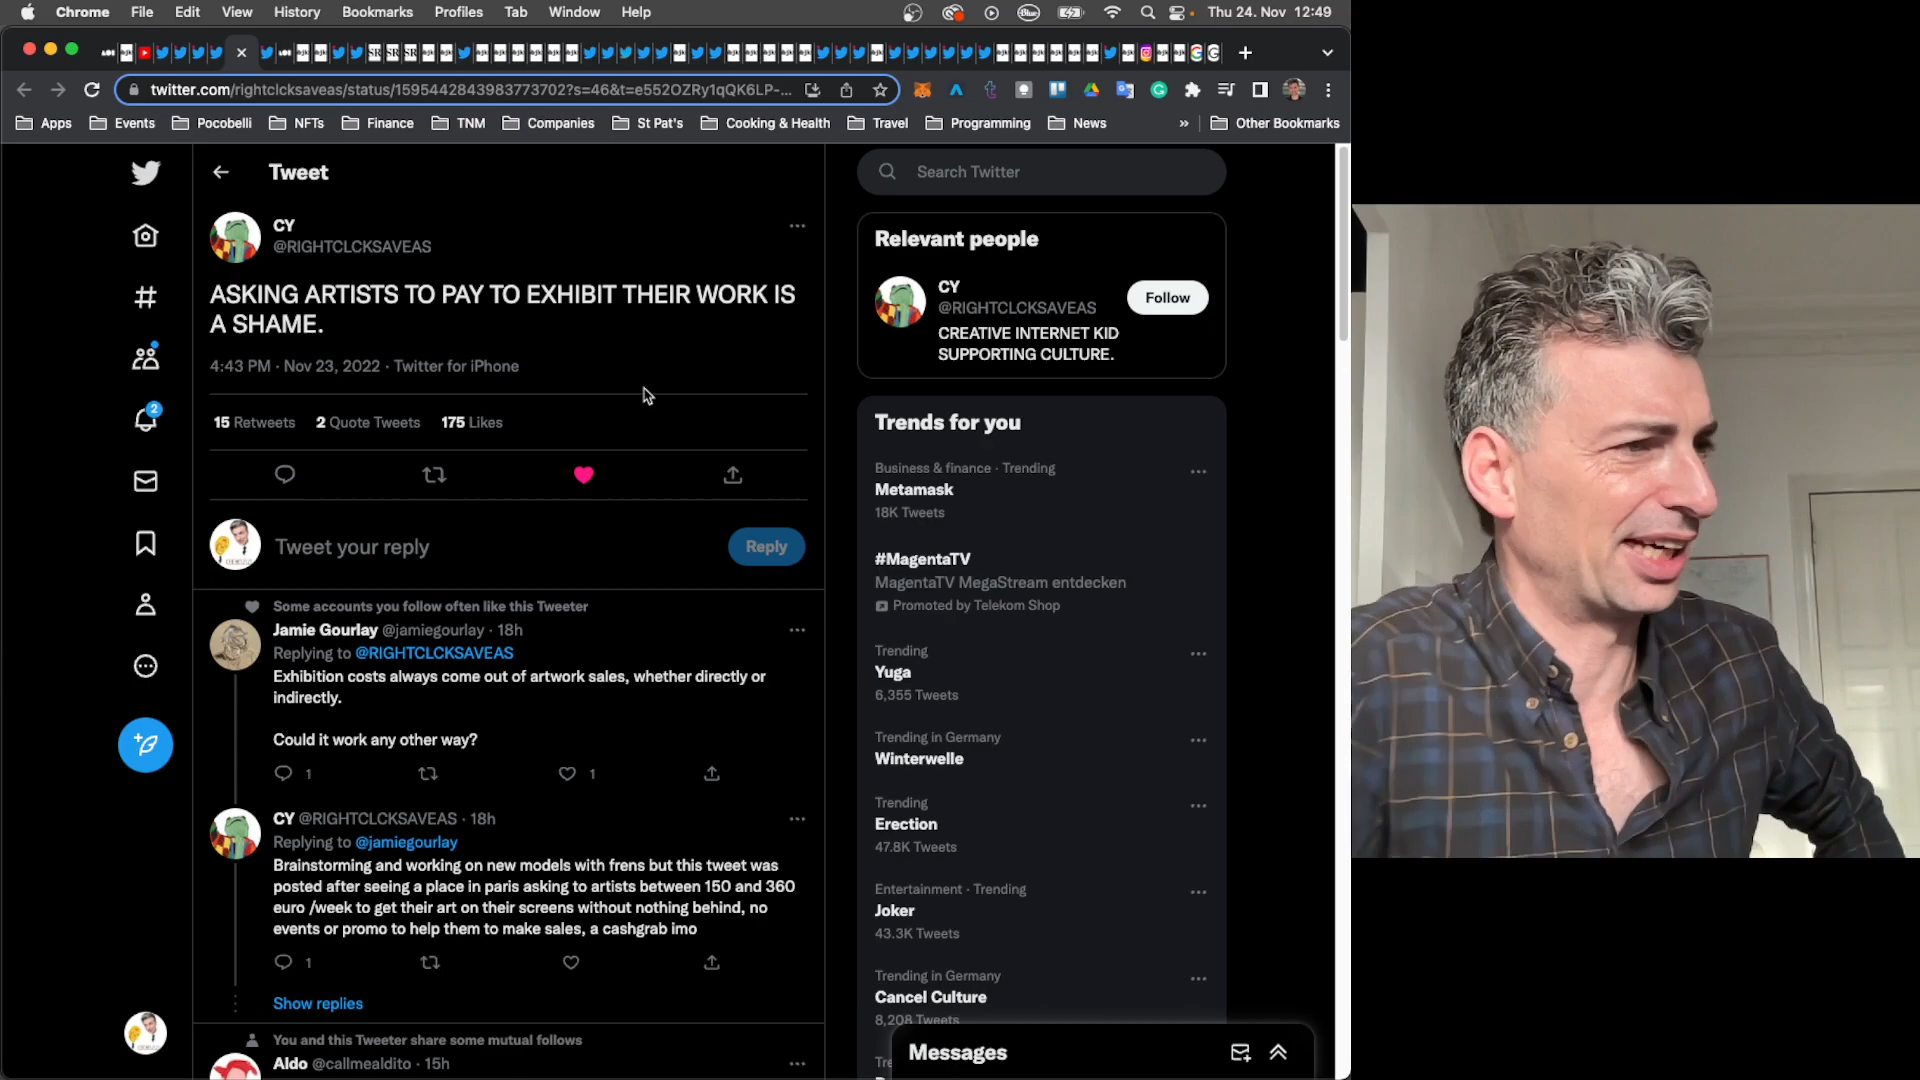 Chrome File Edit View History Bookmarks Profiles Tab Window Help Thu 24. Nov 12:49
twitter.com/rightclcksaveas/status/1595442843983773702?s=46&t=e552OZRy1qQK6LP-...
Apps Events Pocobelli NFTs Finance TNM Companies St Pat's Cooking & Health Travel Programming News » Other Bookmarks
Tweet
Search Twitter
CY
@RIGHTCLCKSAVEAS
ASKING ARTISTS TO PAY TO EXHIBIT THEIR WORK IS
A SHAME.
4:43 PM · Nov 23, 2022 · Twitter for iPhone
15 Retweets 2 Quote Tweets 175 Likes
2
Tweet your reply
Reply
Some accounts you follow often like this Tweeter
Jamie Gourlay @jamiegourlay · 18h
Replying to @RIGHTCLCKSAVEAS
Exhibition costs always come out of artwork sales, whether directly or
indirectly.
Could it work any other way?
1 1
CY @RIGHTCLCKSAVEAS · 18h
Replying to @jamiegourlay
Brainstorming and working on new models with frens but this tweet was
posted after seeing a place in paris asking to artists between 150 and 360
euro /week to get their art on their screens without nothing behind, no
events or promo to help them to make sales, a cashgrab imo
1
Show replies
You and this Tweeter share some mutual follows
Aldo @callmealdito · 15h
Relevant people
CY
@RIGHTCLCKSAVEAS
Follow
CREATIVE INTERNET KID
SUPPORTING CULTURE.
Trends for you
Business & finance · Trending
Metamask
18K Tweets
#MagentaTV
MagentaTV MegaStream entdecken
Promoted by Telekom Shop
Trending
Yuga
6,355 Tweets
Trending in Germany
Winterwelle
Trending
Erection
47.8K Tweets
Entertainment · Trending
Joker
43.3K Tweets
Trending in Germany
Cancel Culture
8,208 Tweets
Messages